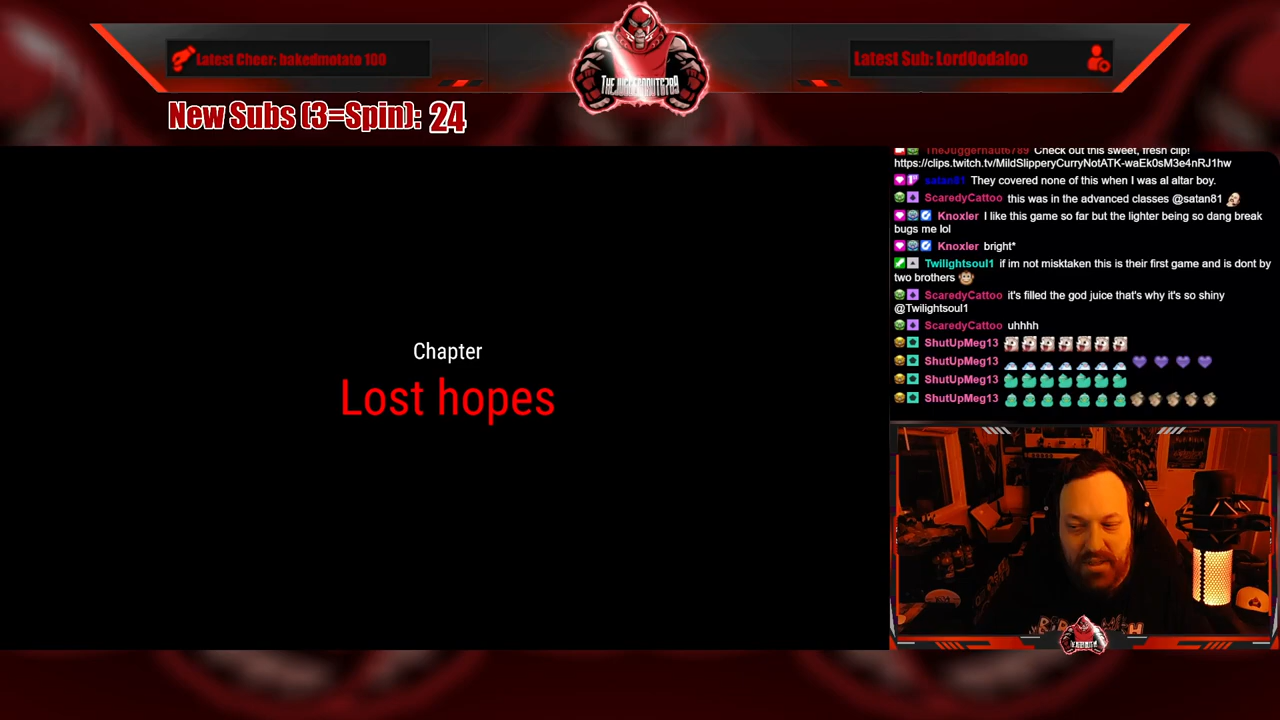 Latest Cheer: bakedmotato 100
THEJUGGERNAUT6789
Latest Sub: LordOodaloo
New Subs (3=Spin): 24
TheJuggernaut6789 Check out this sweet, fresh clip!
https://clips.twitch.tv/MildSlipperyCurryNotATK-waEk0sM3e4nRJ1hw
satan81 They covered none of this when I was al altar boy.
ScaredyCattoo this was in the advanced classes @satan81
Knoxler I like this game so far but the lighter being so dang break
bugs me lol
Knoxler bright*
Twilightsoul1 if im not misktaken this is their first game and is dont by
two brothers
ScaredyCattoo it's filled the god juice that's why it's so shiny
@Twilightsoul1
ScaredyCattoo uhhhh
ShutUpMeg13
ShutUpMeg13
ShutUpMeg13
ShutUpMeg13
Chapter
Lost hopes